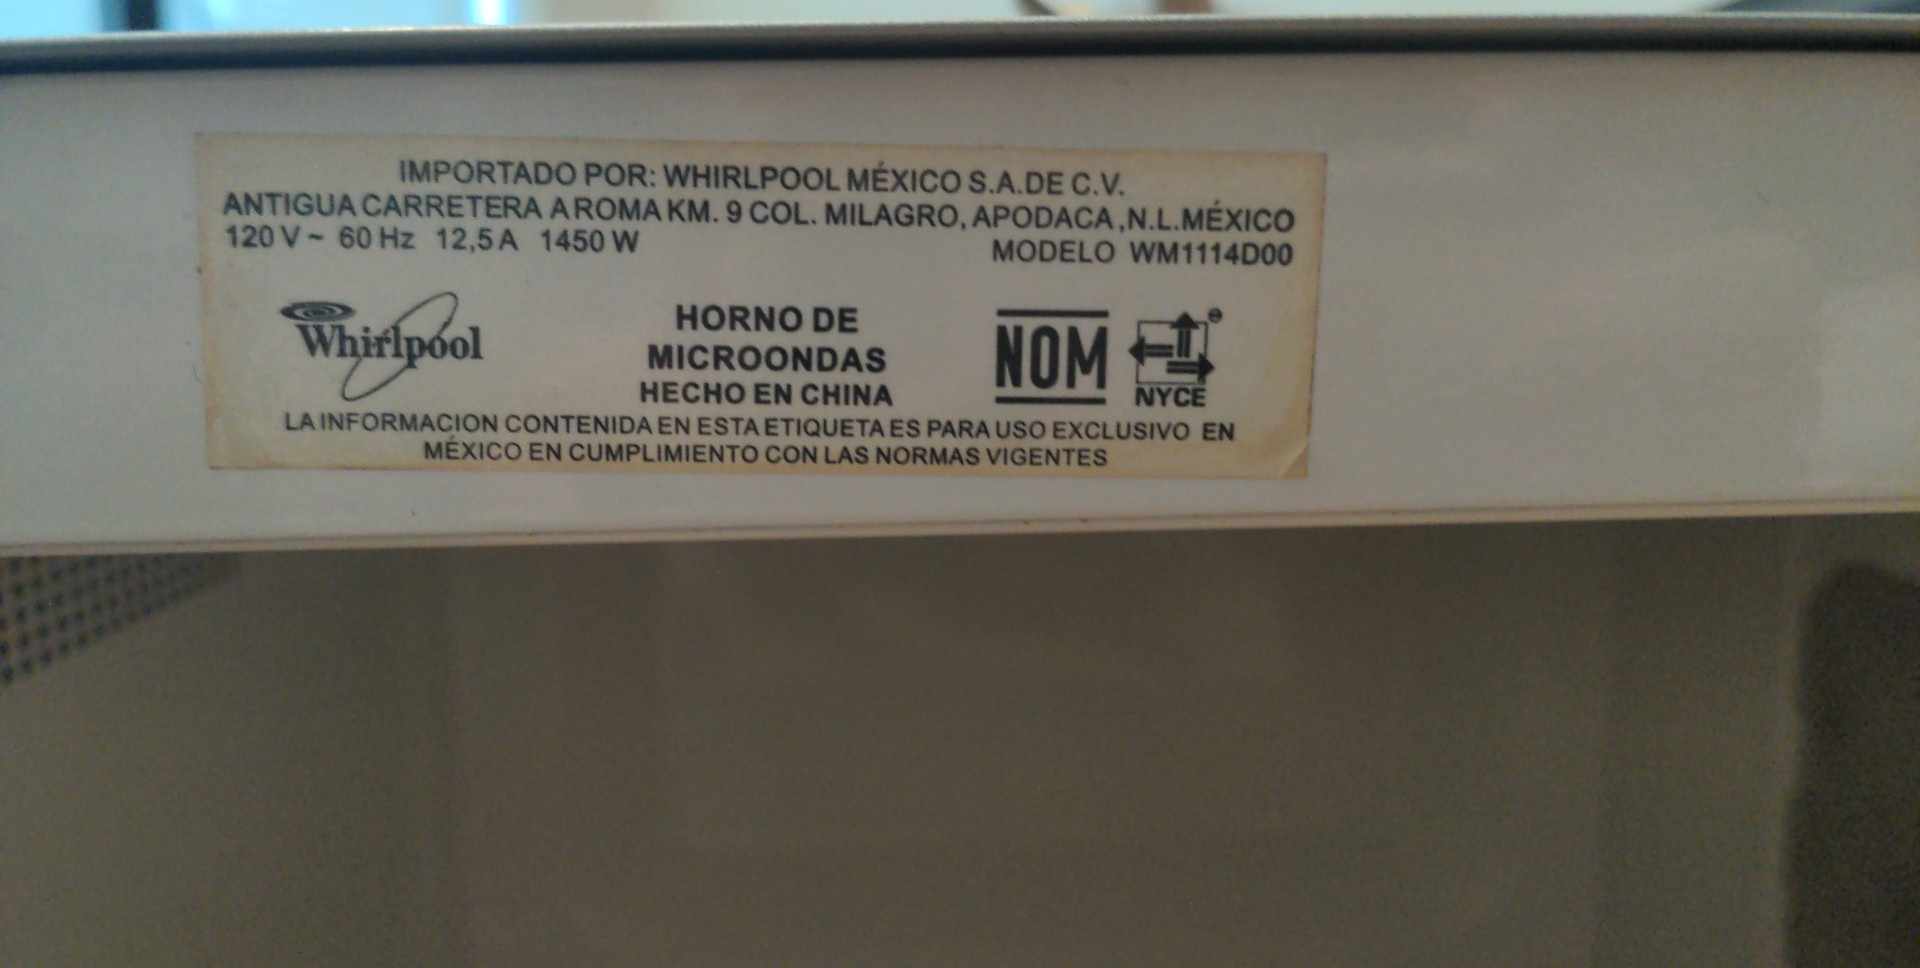 IMPORTADO POR: WHIRLPOOL MÉXICO S.A.DE C.V.
ANTIGUA CARRETERA A ROMA KM. 9 COL. MILAGRO, APODACA ,N.L.MÉXICO
120 V ~ 60 Hz 12,5 A 1450 W MODELO WM1114D00
Whirlpool
HORNO DE
MICROONDAS
HECHO EN CHINA
NOM
NYCE
LA INFORMACION CONTENIDA EN ESTA ETIQUETA ES PARA USO EXCLUSIVO EN
MÉXICO EN CUMPLIMIENTO CON LAS NORMAS VIGENTES